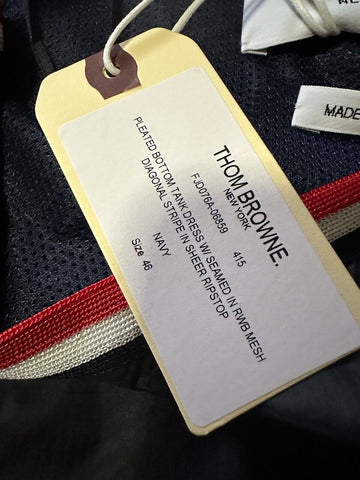 THOM BROWNE.
NEW YORK
FJD076A-06859 415
PLEATED BOTTOM TANK DRESS W/ SEAMED IN RWB MESH
DIAGONAL STRIPE IN SHEER RIPSTOP
NAVY
Size 46
MADE